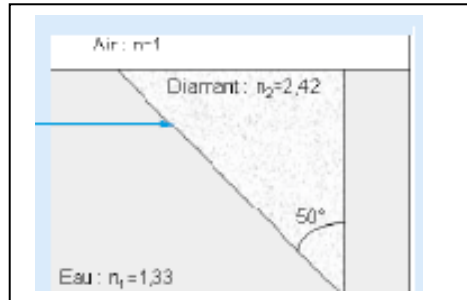 Air : n=1
Diamant : n₂=2,42
50°
Eau : n₁=1,33